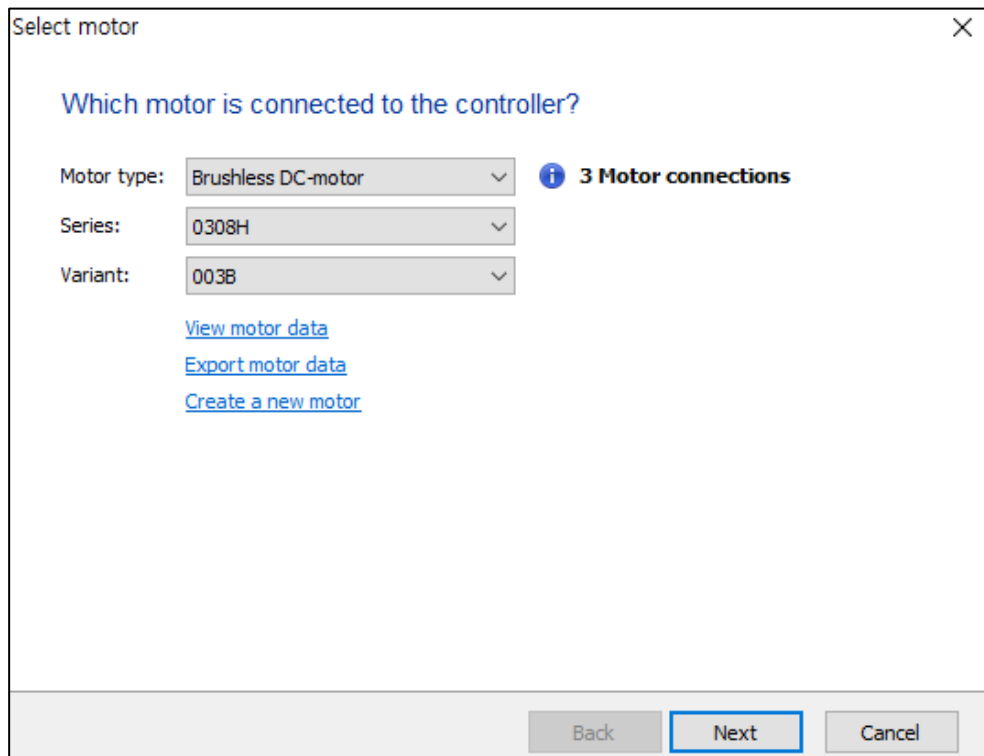 Select motor
Which motor is connected to the controller?
Motor type: Brushless DC-motor 3 Motor connections
Series: 0308H
Variant: 003B
View motor data
Export motor data
Create a new motor
Back Next Cancel